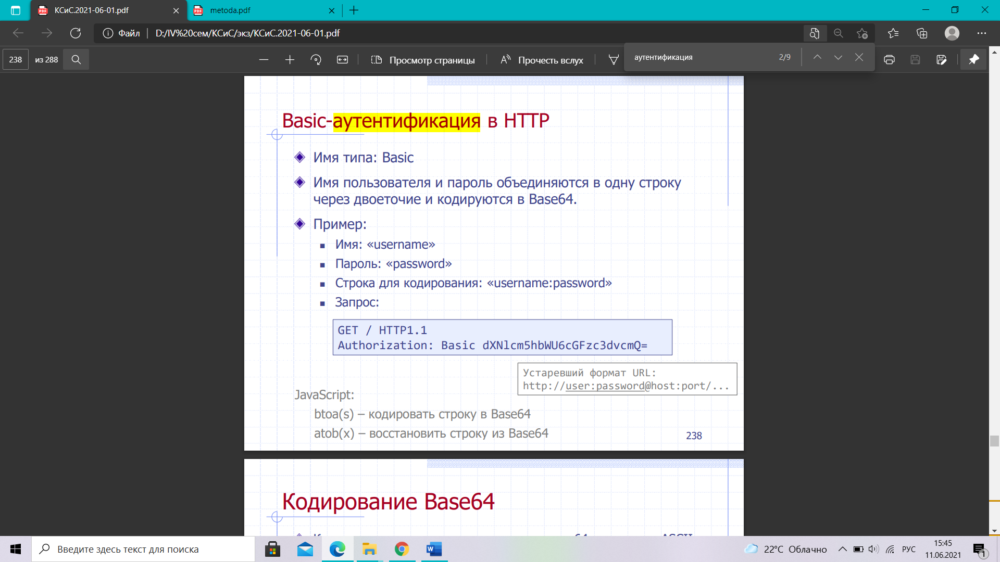 КСиС.2021-06-01.pdf
metoda.pdf
Файл
D:/IV%20сем/КСиС/экз/КСиС.2021-06-01.pdf
238 из 288
Просмотр страницы
Прочесть вслух
аутентификация 2/9
Basic-аутентификация в HTTP
Имя типа: Basic
Имя пользователя и пароль объединяются в одну строку
через двоеточие и кодируются в Base64.
Пример:
Имя: «username»
Пароль: «password»
Строка для кодирования: «username:password»
Запрос:
GET / HTTP1.1
Authorization: Basic dXNlcm5hbWU6cGFzc3dvcmQ=
Устаревший формат URL:
http://user:password@host:port/...
JavaScript:
btoa(s) – кодировать строку в Base64
atob(x) – восстановить строку из Base64
238
Кодирование Base64
Введите здесь текст для поиска
22°C Облачно
РУС
15:45
11.06.2021
1